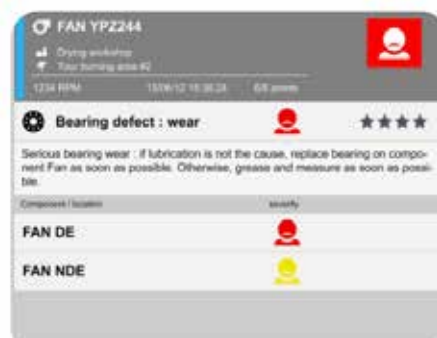 FAN YPZ244
Drying workshop
Your burning area #2
1234 RPM 6/6 points
Bearing defect : wear
Serious bearing wear : if lubrication is not the cause, replace bearing on compo-
nent Fan as soon as possible. Otherwise, grease and measure as soon as possi-
ble.
Component / location severity
FAN DE
FAN NDE